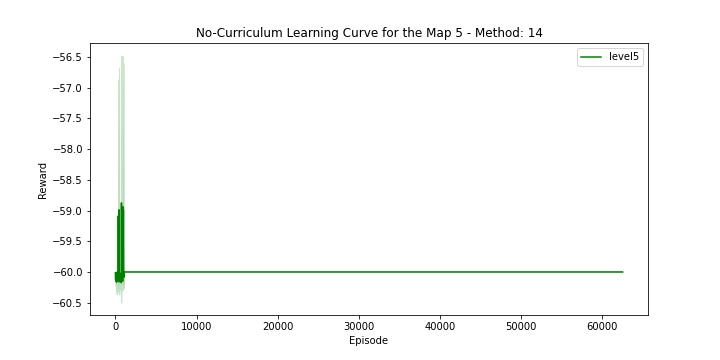 No-Curriculum Learning Curve for the Map 5 - Method: 14
level5
−56.5
−57.0
−57.5
−58.0
−58.5
−59.0
−59.5
−60.0
−60.5
Reward
0 10000 20000 30000 40000 50000 60000
Episode